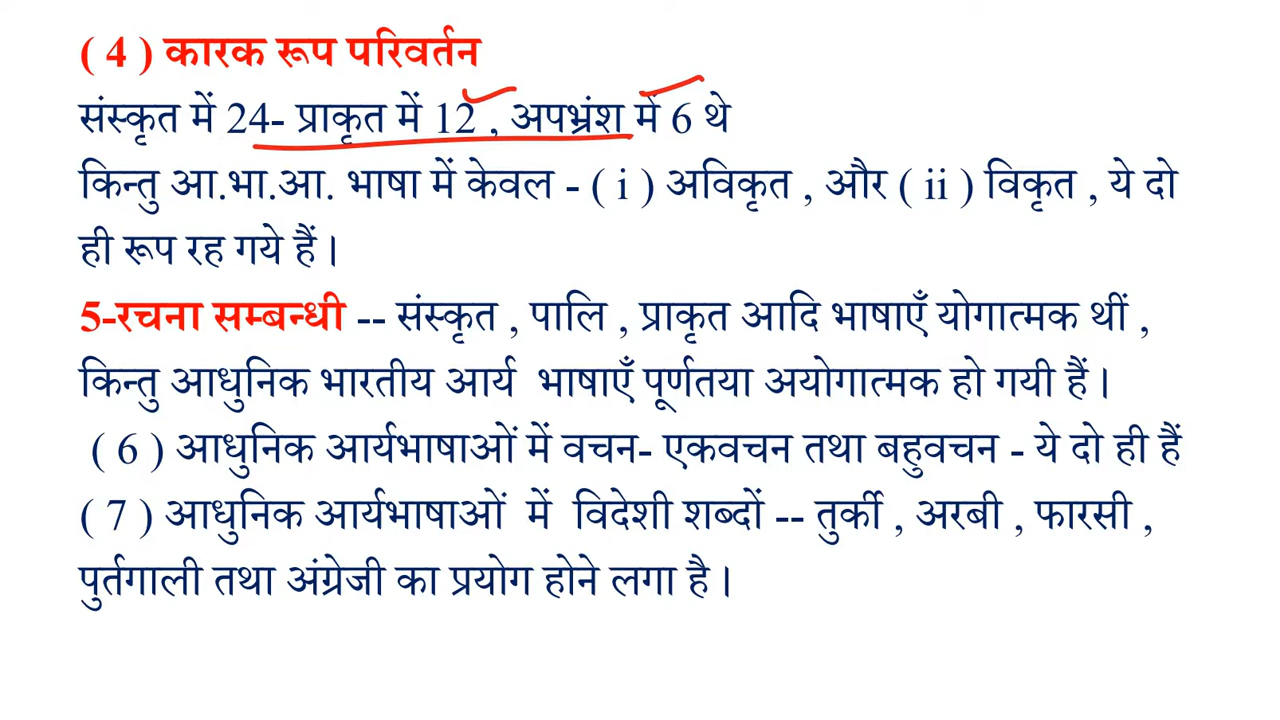 ( 4 ) कारक रूप परिवर्तन
संस्कृत में 24- प्राकृत में 12 , अपभ्रंश में 6 थे
किन्तु आ.भा.आ. भाषा में केवल - ( i ) अविकृत , और ( ii ) विकृत , ये दो
ही रूप रह गये हैं।
5-रचना सम्बन्धी -- संस्कृत , पालि , प्राकृत आदि भाषाएँ योगात्मक थीं ,
किन्तु आधुनिक भारतीय आर्य भाषाएँ पूर्णतया अयोगात्मक हो गयी हैं।
( 6 ) आधुनिक आर्यभाषाओं में वचन- एकवचन तथा बहुवचन - ये दो ही हैं
( 7 ) आधुनिक आर्यभाषाओं में विदेशी शब्दों -- तुर्की , अरबी , फारसी ,
पुर्तगाली तथा अंग्रेजी का प्रयोग होने लगा है।